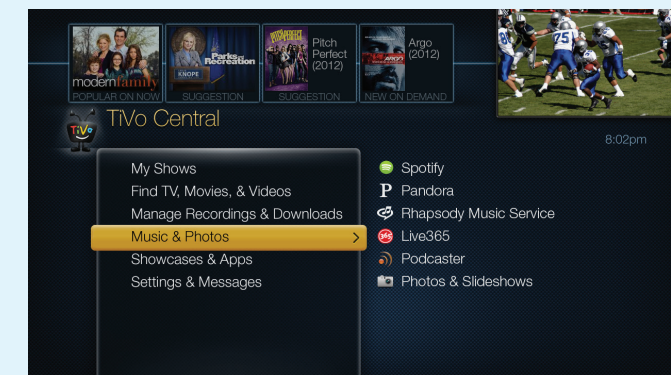 modernfamily
POPULAR ON NOW
KNOPE
Parks and Recreation
SUGGESTION
PITCH PERFECT
Pitch
Perfect
(2012)
SUGGESTION
ARGO
Argo
(2012)
NEW ON DEMAND
75
TiVo
TiVo Central
8:02pm
My Shows
Find TV, Movies, & Videos
Manage Recordings & Downloads
Music & Photos
Showcases & Apps
Settings & Messages
Spotify
P Pandora
Rhapsody Music Service
365 Live365
Podcaster
Photos & Slideshows